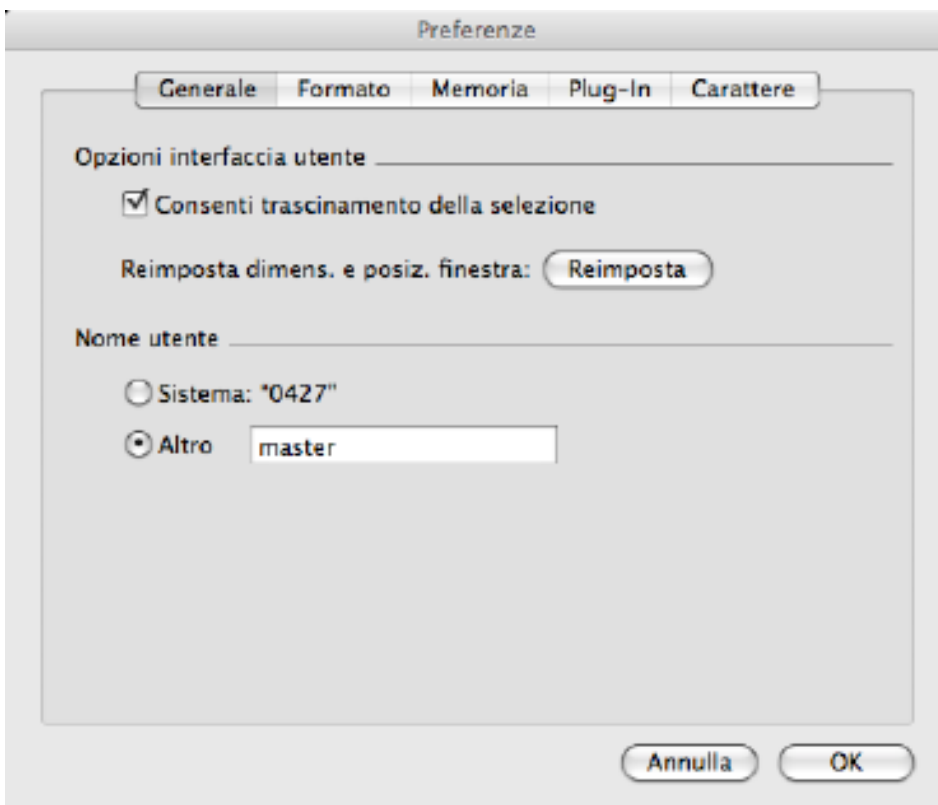 Preferenze
Generale Formato Memoria Plug-In Carattere
Opzioni interfaccia utente
Consenti trascinamento della selezione
Reimposta dimens. e posiz. finestra: Reimposta
Nome utente
Sistema: "0427"
Altro master
Annulla OK